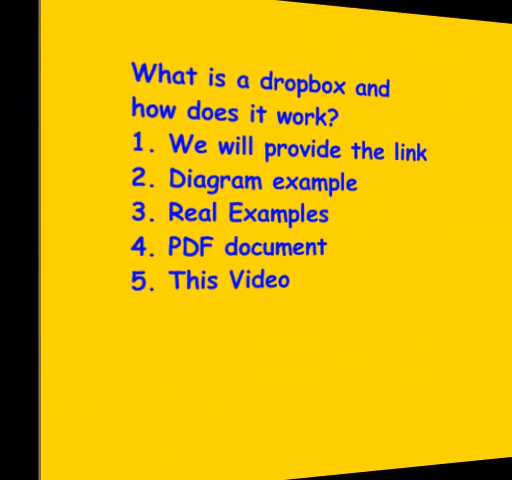 What is a dropbox and
how does it work?
1. We will provide the link
2. Diagram example
3. Real Examples
4. PDF document
5. This Video